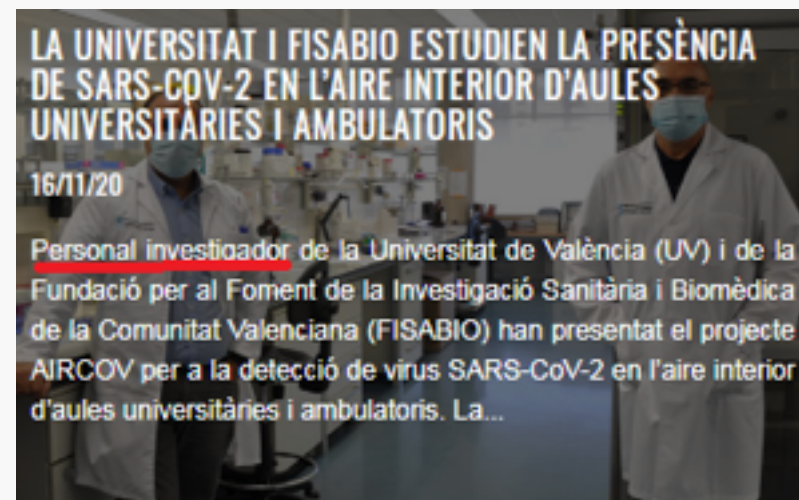 LA UNIVERSITAT I FISABIO ESTUDIEN LA PRESÈNCIA
DE SARS-COV-2 EN L'AIRE INTERIOR D'AULES
UNIVERSITÀRIES I AMBULATORIS
16/11/20
Personal investigador de la Universitat de València (UV) i de la
Fundació per al Foment de la Investigació Sanitària i Biomèdica
de la Comunitat Valenciana (FISABIO) han presentat el projecte
AIRCOV per a la detecció de virus SARS-CoV-2 en l'aire interior
d'aules universitàries i ambulatoris. La...